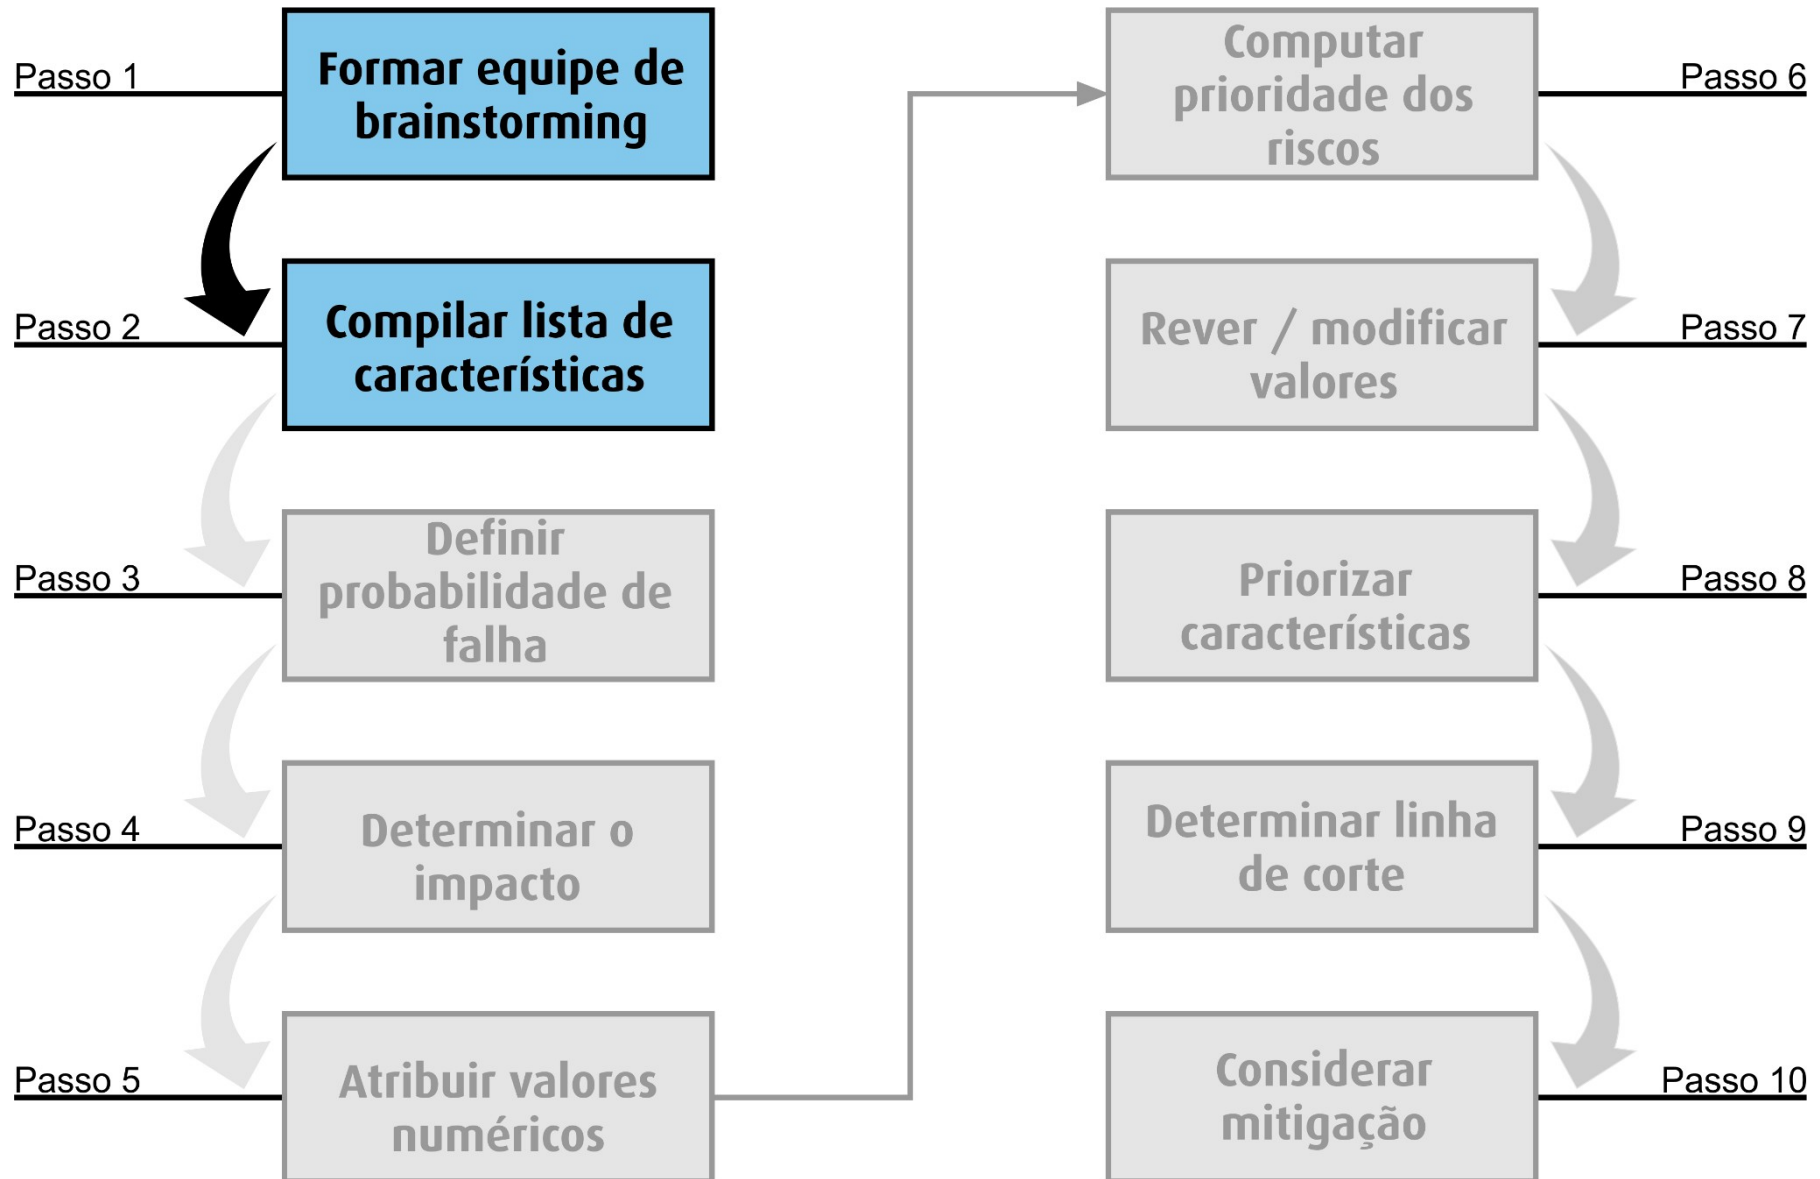 Passo 1
Formar equipe de
brainstorming
Passo 2
Compilar lista de
características
Passo 3
Definir
probabilidade de
falha
Passo 4
Determinar o
impacto
Passo 5
Atribuir valores
numéricos
Computar
prioridade dos
riscos
Passo 6
Rever / modificar
valores
Passo 7
Priorizar
características
Passo 8
Determinar linha
de corte
Passo 9
Considerar
mitigação
Passo 10